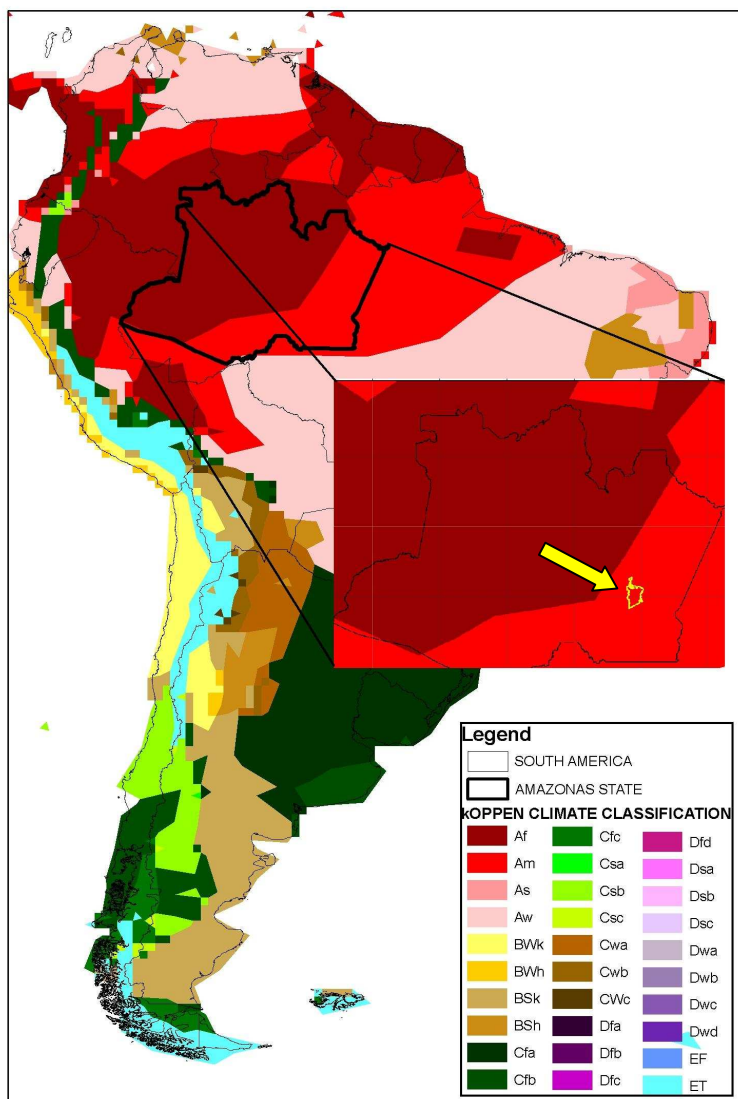 Legend
SOUTH AMERICA
AMAZONAS STATE
kOPPEN CLIMATE CLASSIFICATION
Af
Am
As
Aw
BWk
BWh
BSk
BSh
Cfa
Cfb
Cfc
Csa
Csb
Csc
Cwa
Cwb
CWc
Dfa
Dfb
Dfc
Dfd
Dsa
Dsb
Dsc
Dwa
Dwb
Dwc
Dwd
EF
ET